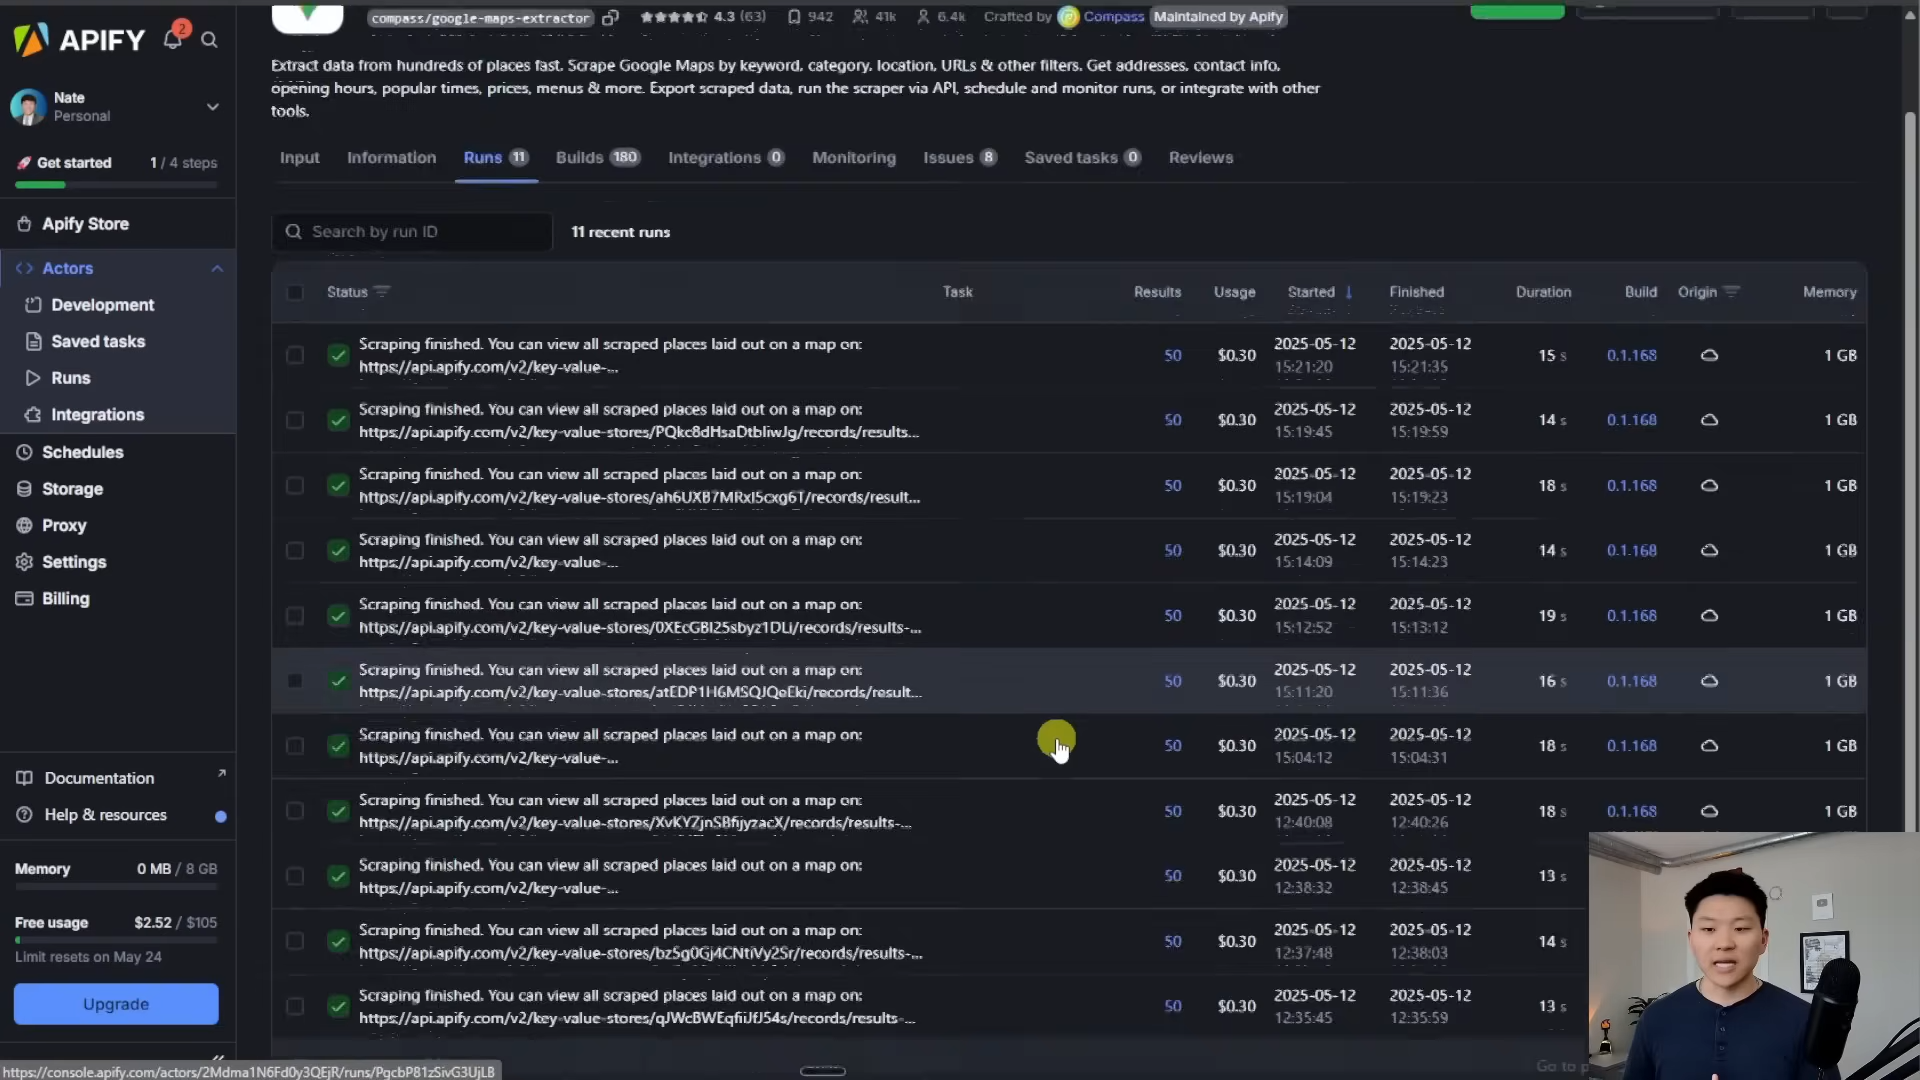 compass/google-maps-extractor 4.3 (63) 942 41k 6.4k Crafted by Compass Maintained by Apify
APIFY 2
Extract data from hundreds of places fast. Scrape Google Maps by keyword, category, location, URLs & other filters. Get addresses, contact info,
opening hours, popular times, prices, menus & more. Export scraped data, run the scraper via API, schedule and monitor runs, or integrate with other
tools.
Nate
Personal
Get started 1 / 4 steps
Input Information Runs 11 Builds 180 Integrations 0 Monitoring Issues 8 Saved tasks 0 Reviews
Apify Store
Actors
Development
Saved tasks
Runs
Integrations
Schedules
Storage
Proxy
Settings
Billing
Documentation
Help & resources
Memory 0 MB / 8 GB
Free usage $2.52 / $105
Limit resets on May 24
Upgrade
Search by run ID 11 recent runs
Status Task Results Usage Started Finished Duration Build Origin Memory
Scraping finished. You can view all scraped places laid out on a map on: 2025-05-12 2025-05-12
https://api.apify.com/v2/key-value-... 50 $0.30 15:21:20 15:21:35 15 s 0.1.168 1 GB
Scraping finished. You can view all scraped places laid out on a map on: 2025-05-12 2025-05-12
https://api.apify.com/v2/key-value-stores/PQkc8dHsaDtbliwJg/records/results... 50 $0.30 15:19:45 15:19:59 14 s 0.1.168 1 GB
Scraping finished. You can view all scraped places laid out on a map on: 2025-05-12 2025-05-12
https://api.apify.com/v2/key-value-stores/ah6UXB7MRxI5cxg6T/records/result... 50 $0.30 15:19:04 15:19:23 18 s 0.1.168 1 GB
Scraping finished. You can view all scraped places laid out on a map on: 2025-05-12 2025-05-12
https://api.apify.com/v2/key-value-... 50 $0.30 15:14:09 15:14:23 14 s 0.1.168 1 GB
Scraping finished. You can view all scraped places laid out on a map on: 2025-05-12 2025-05-12
https://api.apify.com/v2/key-value-stores/0XEcGBI25sbyz1DLi/records/results-... 50 $0.30 15:12:52 15:13:12 19 s 0.1.168 1 GB
Scraping finished. You can view all scraped places laid out on a map on: 2025-05-12 2025-05-12
https://api.apify.com/v2/key-value-stores/atEDP1H6MSQJQeEki/records/result... 50 $0.30 15:11:20 15:11:36 16 s 0.1.168 1 GB
Scraping finished. You can view all scraped places laid out on a map on: 2025-05-12 2025-05-12
https://api.apify.com/v2/key-value-... 50 $0.30 15:04:12 15:04:31 18 s 0.1.168 1 GB
Scraping finished. You can view all scraped places laid out on a map on: 2025-05-12 2025-05-12
https://api.apify.com/v2/key-value-stores/XvKYZjnSBfijyzacX/records/results-... 50 $0.30 12:40:08 12:40:26 18 s 0.1.168 1 GB
Scraping finished. You can view all scraped places laid out on a map on: 2025-05-12 2025-05-12
https://api.apify.com/v2/key-value-... 50 $0.30 12:38:32 12:38:45 13 s
Scraping finished. You can view all scraped places laid out on a map on: 2025-05-12 2025-05-12
https://api.apify.com/v2/key-value-stores/bzSg0Gj4CNtiVy2Sr/records/results-... 50 $0.30 12:37:48 12:38:03 14 s
Scraping finished. You can view all scraped places laid out on a map on: 2025-05-12 2025-05-12
https://api.apify.com/v2/key-value-stores/qJWcBWEqfiiJfJ54s/records/results-... 50 $0.30 12:35:45 12:35:59 13 s
Go to p
https://console.apify.com/actors/2Mdma1N6Fd0y3QEjR/runs/PgcbP81zSivG3UjLB